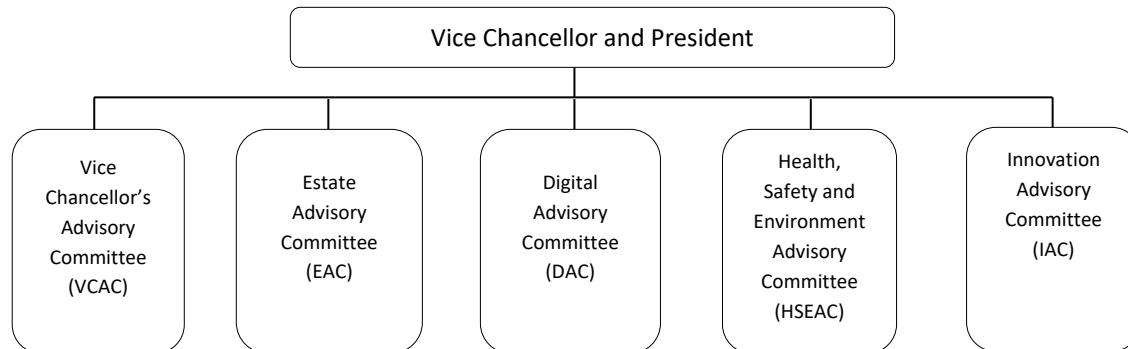 Vice Chancellor and President
Vice
Chancellor’s
Advisory
Committee
(VCAC)
Estate
Advisory
Committee
(EAC)
Digital
Advisory
Committee
(DAC)
Health,
Safety and
Environment
Advisory
Committee
(HSEAC)
Innovation
Advisory
Committee
(IAC)